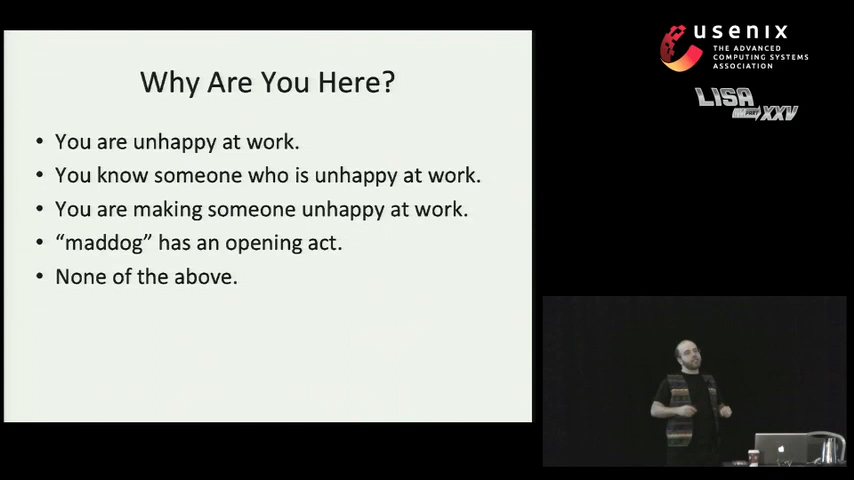 Why Are You Here?
• You are unhappy at work.
• You know someone who is unhappy at work.
• You are making someone unhappy at work.
• “maddog” has an opening act.
• None of the above.
usenix
THE ADVANCED
COMPUTING SYSTEMS
ASSOCIATION
LISA
XXV